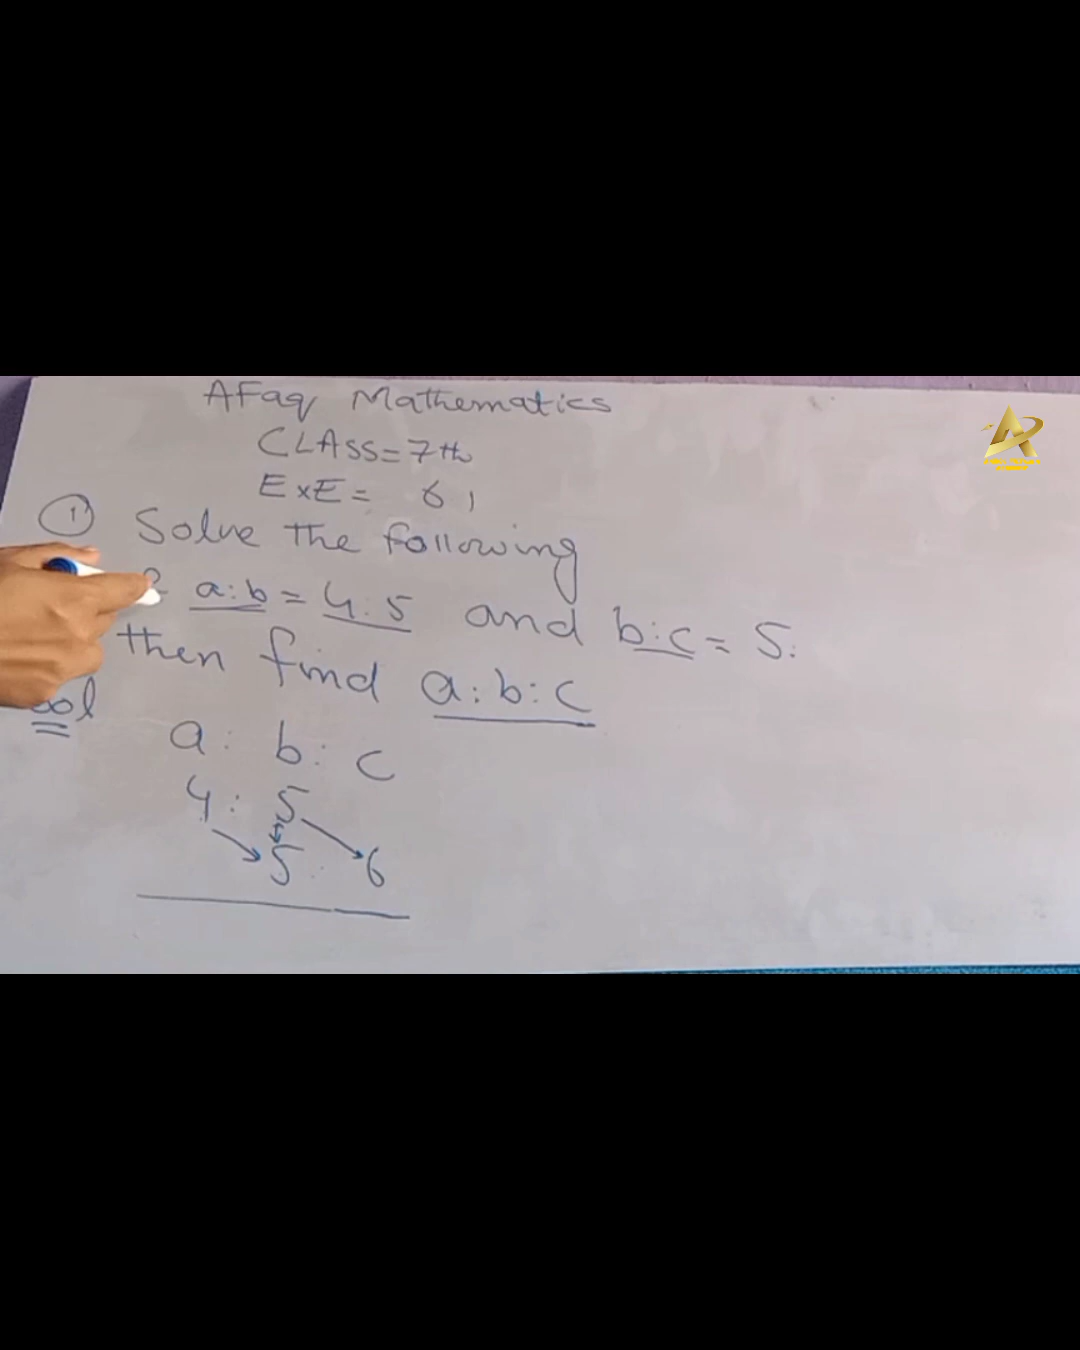 AFaq Mathematics
CLASS=7th
ExE= 6 1
① Solve the following
a:b = 4:5 and b:c = 5:
then find a:b:c
Sol
a: b: c
4: 5
5: 6